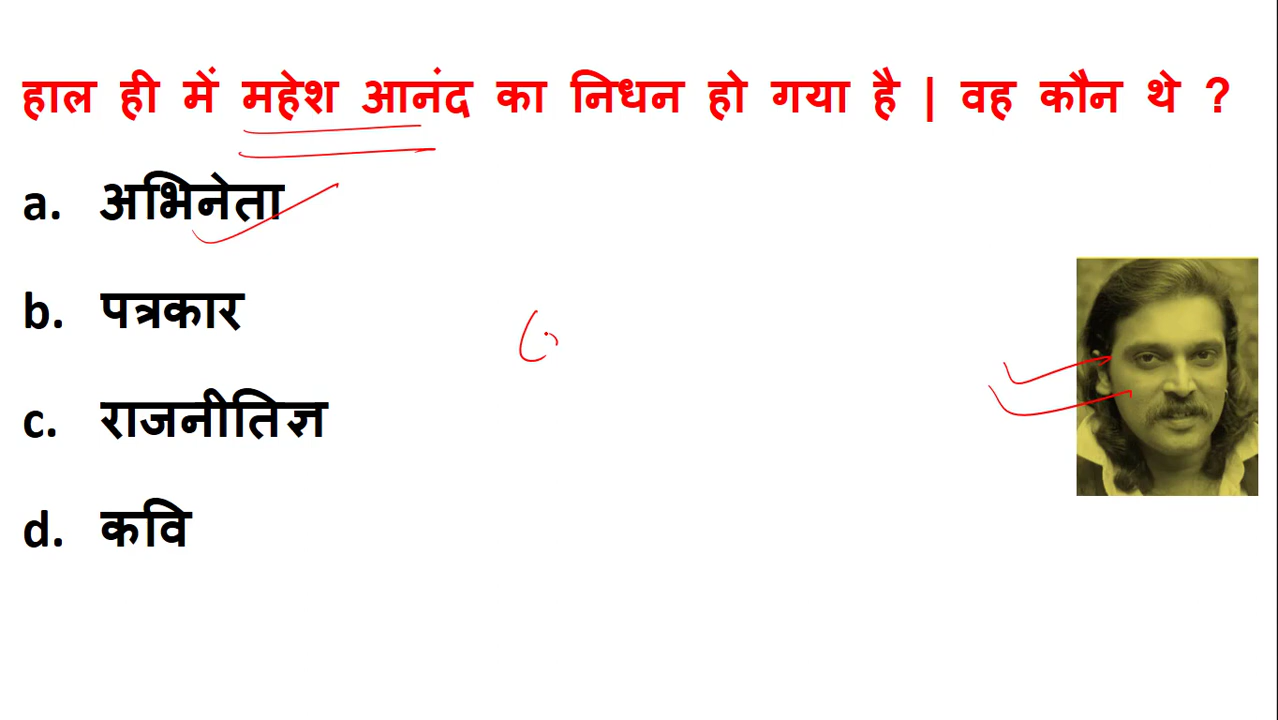 हाल ही में महेश आनंद का निधन हो गया है | वह कौन थे ?
a. अभिनेता
b. पत्रकार
c. राजनीतिज्ञ
d. कवि